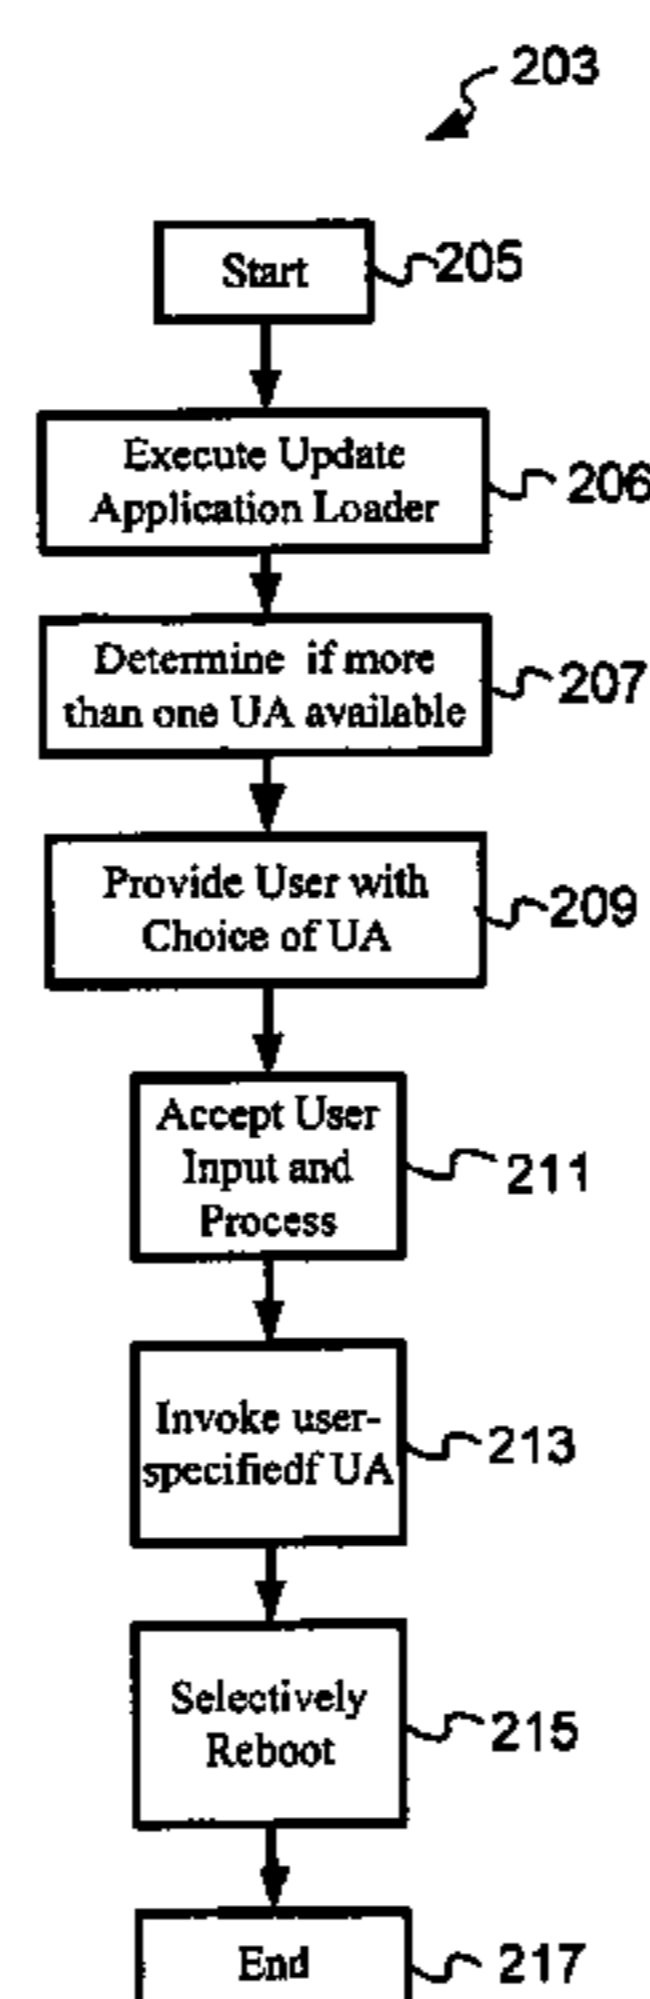 203
Start
205
Execute Update
Application Loader
206
Determine if more
than one UA available
207
Provide User with
Choice of UA
209
Accept User
Input and
Process
211
Invoke user-
specifiedf UA
213
Selectively
Reboot
215
End
217